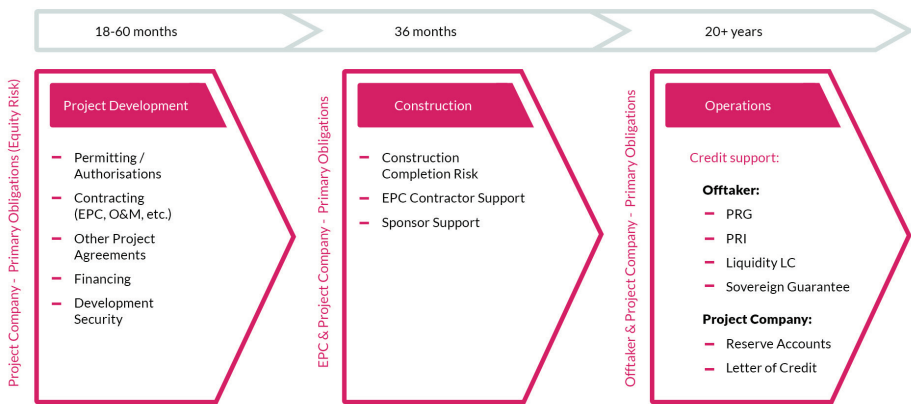 18-60 months
36 months
20+ years
Project Company - Primary Obligations (Equity Risk)
Project Development
– Permitting /
Authorisations
– Contracting
(EPC, O&M, etc.)
– Other Project
Agreements
– Financing
– Development
Security
EPC & Project Company - Primary Obligations
Construction
– Construction
Completion Risk
– EPC Contractor Support
– Sponsor Support
Offtaker & Project Company - Primary Obligations
Operations
Credit support:
Offtaker:
– PRG
– PRI
– Liquidity LC
– Sovereign Guarantee
Project Company:
– Reserve Accounts
– Letter of Credit